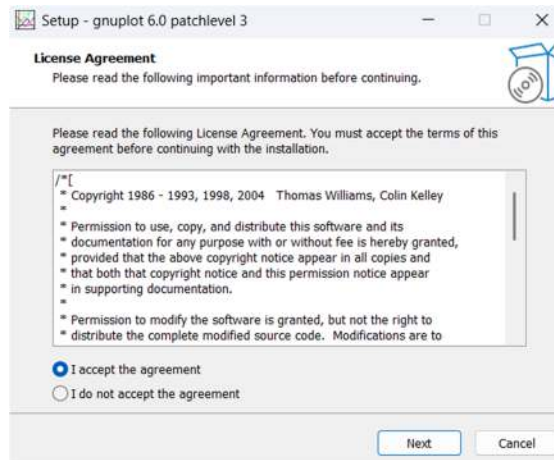 Setup - gnuplot 6.0 patchlevel 3
License Agreement
Please read the following important information before continuing.
Please read the following License Agreement. You must accept the terms of this
agreement before continuing with the installation.
/*[
* Copyright 1986 - 1993, 1998, 2004   Thomas Williams, Colin Kelley
*
* Permission to use, copy, and distribute this software and its
* documentation for any purpose with or without fee is hereby granted,
* provided that the above copyright notice appear in all copies and
* that both that copyright notice and this permission notice appear
* in supporting documentation.
*
* Permission to modify the software is granted, but not the right to
* distribute the complete modified source code.  Modifications are to
I accept the agreement
I do not accept the agreement
Next
Cancel